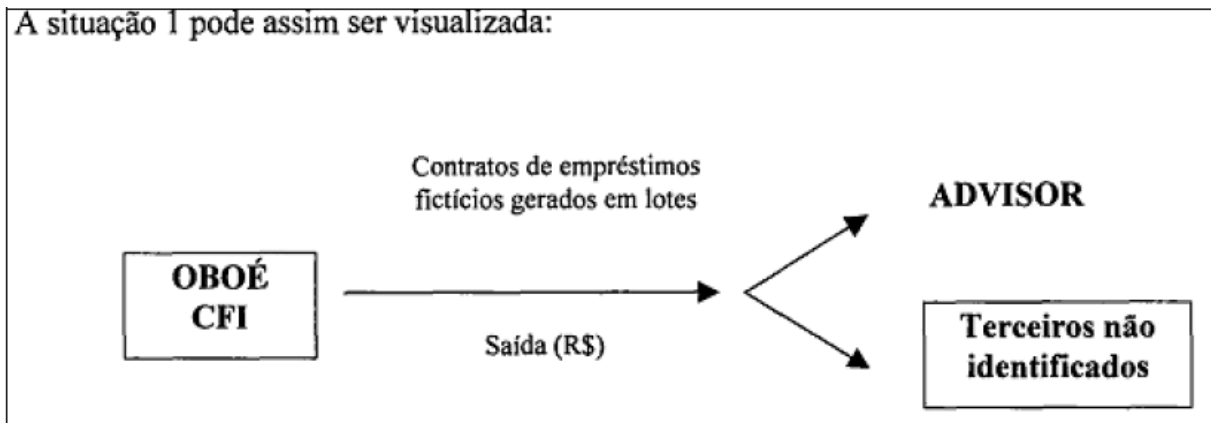 A situação 1 pode assim ser visualizada:
Contratos de empréstimos
fictícios gerados em lotes
ADVISOR
OBOÉ
CFI
Saída (R$)
Terceiros não
identificados